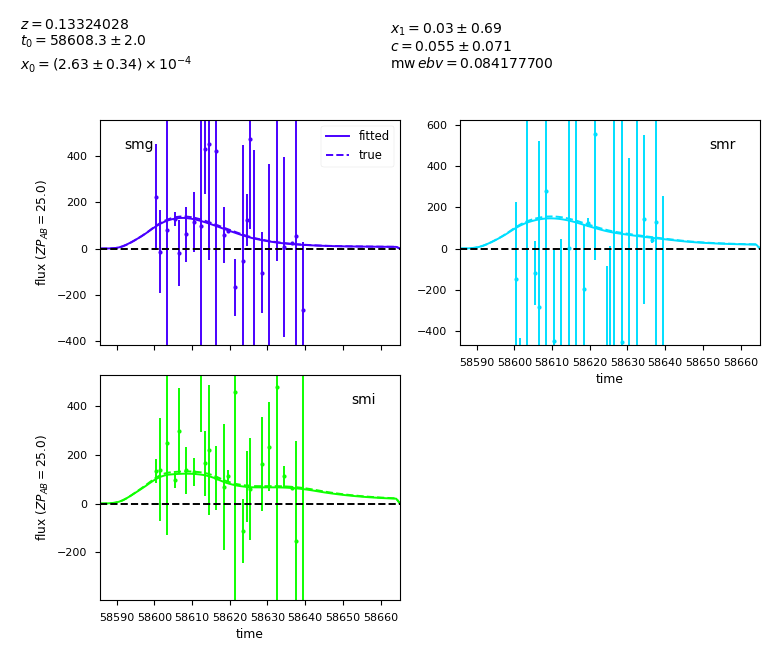 z = 0.13324028
t₀ = 58608.3 ± 2.0
x₀ = (2.63 ± 0.34) × 10⁻⁴
x₁ = 0.03 ± 0.69
c = 0.055 ± 0.071
mw ebv = 0.084177700
smg
fitted
true
400
200
0
−200
−400
flux (ZP_AB = 25.0)
smr
600
400
200
0
−200
−400
58590 58600 58610 58620 58630 58640 58650 58660
time
smi
400
200
0
−200
flux (ZP_AB = 25.0)
58590 58600 58610 58620 58630 58640 58650 58660
time